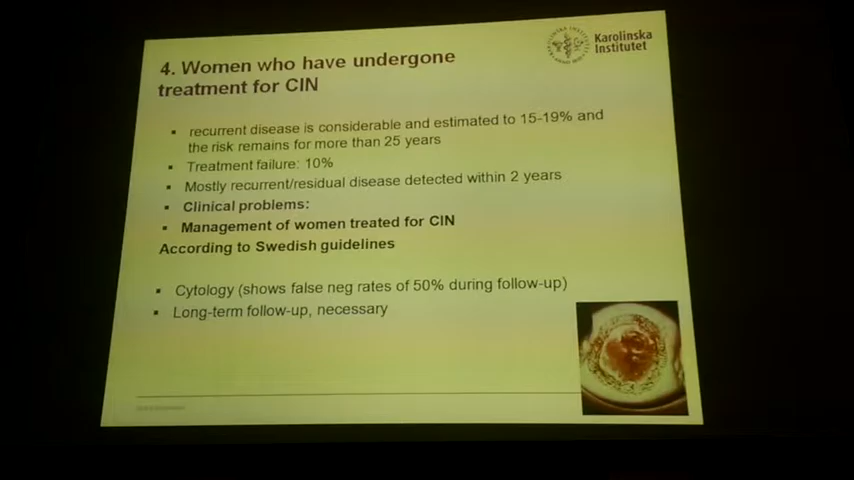 Karolinska
Institutet
4. Women who have undergone
treatment for CIN
recurrent disease is considerable and estimated to 15-19% and
the risk remains for more than 25 years
Treatment failure: 10%
Mostly recurrent/residual disease detected within 2 years
Clinical problems:
Management of women treated for CIN
According to Swedish guidelines
Cytology (shows false neg rates of 50% during follow-up)
Long-term follow-up, necessary